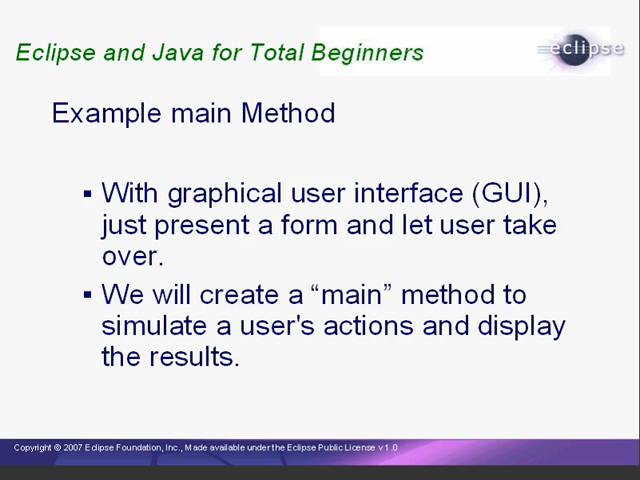 Eclipse and Java for Total Beginners
eclipse
Example main Method
▪ With graphical user interface (GUI),
just present a form and let user take
over.
▪ We will create a “main” method to
simulate a user's actions and display
the results.
Copyright © 2007 Eclipse Foundation, Inc., Made available under the Eclipse Public License v 1.0